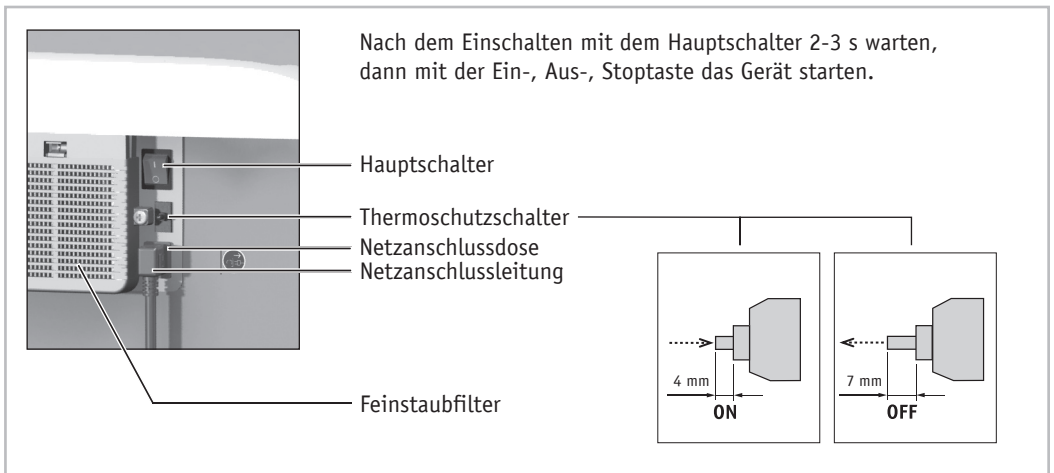 Nach dem Einschalten mit dem Hauptschalter 2-3 s warten,
dann mit der Ein-, Aus-, Stoptaste das Gerät starten.
Hauptschalter
Thermoschutzschalter
Netzanschlussdose
Netzanschlussleitung
Feinstaubfilter
4 mm
ON
7 mm
OFF